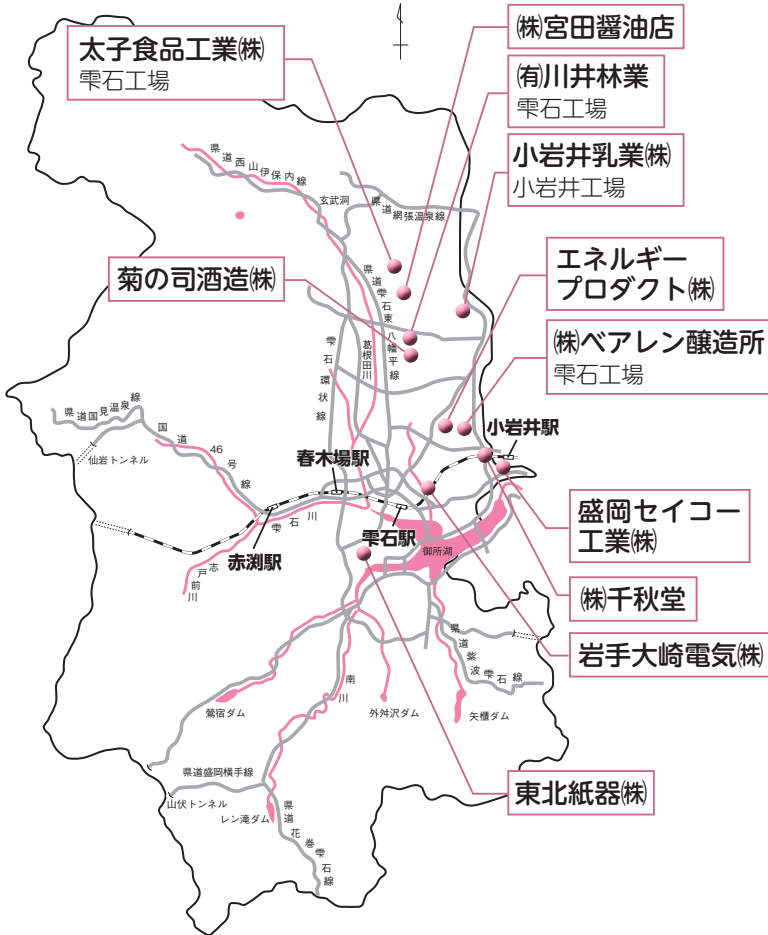 ㈱宮田醤油店
太子食品工業㈱
雫石工場
㈲川井林業
雫石工場
小岩井乳業㈱
小岩井工場
県道西山伊保内線
玄武洞
県道網張温泉線
エネルギー
プロダクト㈱
菊の司酒造㈱
県道雫石東八幡平線
雫石環状線
葛根田川
㈱ベアレン醸造所
雫石工場
県道国見温泉線
国道46号線
仙岩トンネル
小岩井駅
春木場駅
盛岡セイコー
工業㈱
雫石川
雫石駅
赤渕駅
御所湖
志戸前川
㈱千秋堂
県道紫波雫石線
岩手大崎電気㈱
南川
鶯宿ダム
外舛沢ダム
矢櫃ダム
県道盛岡横手線
山伏トンネル
レン滝ダム
県道花巻雫石線
東北紙器㈱